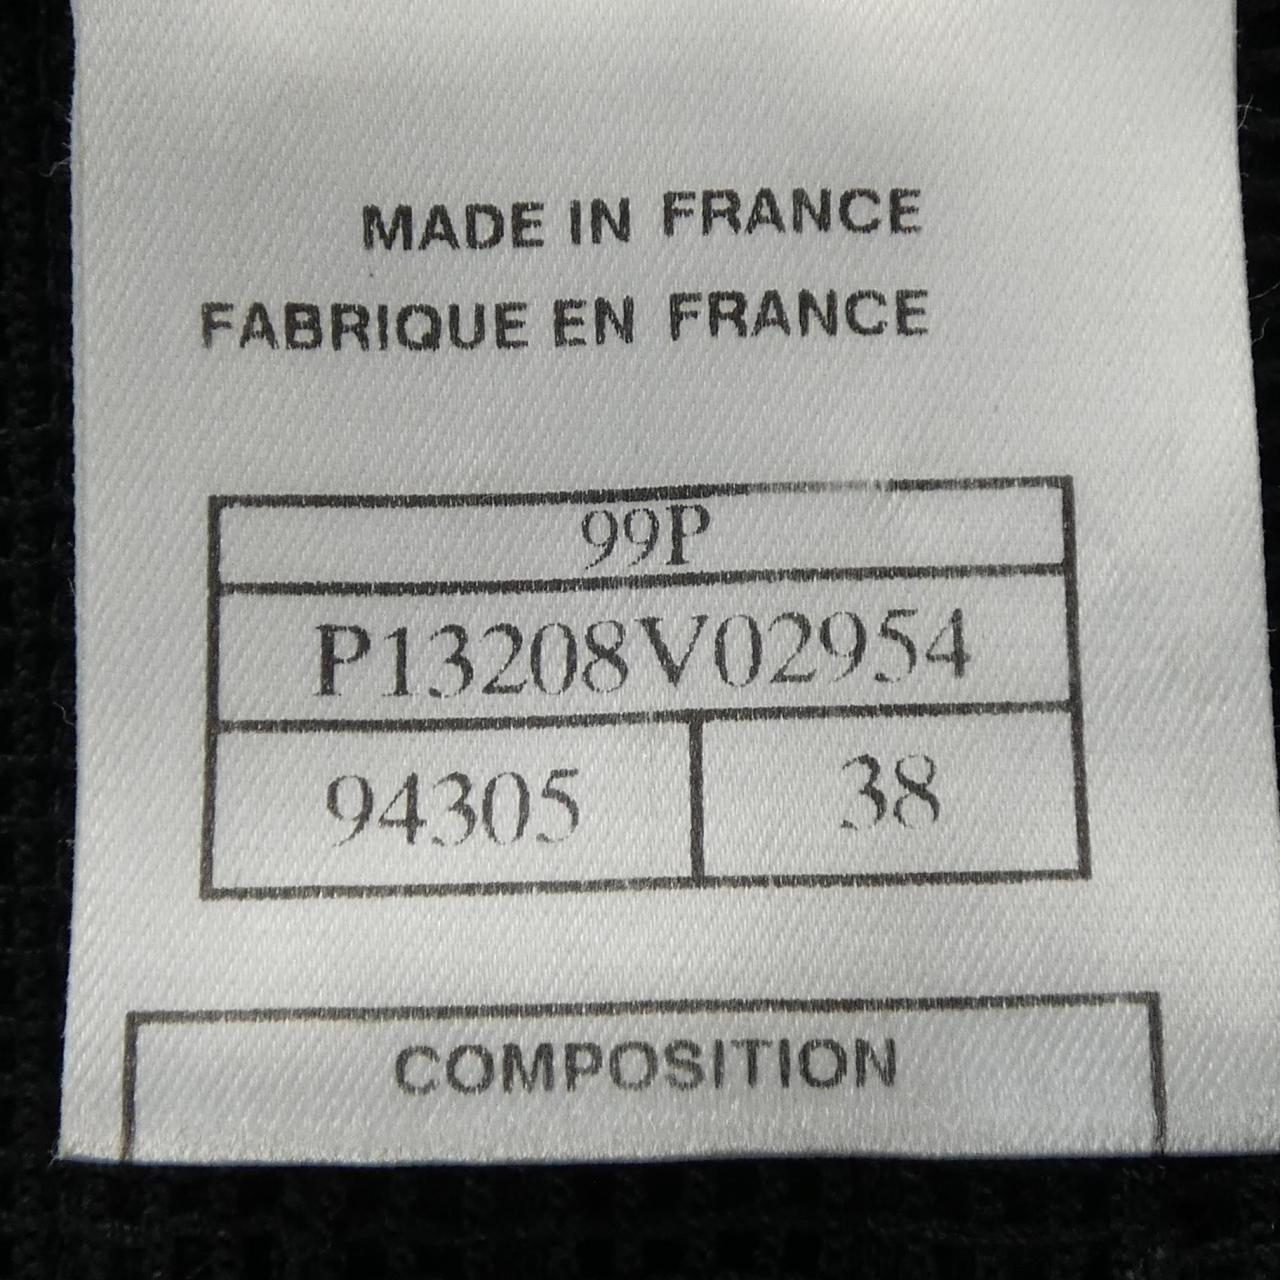 MADE IN FRANCE
FABRIQUE EN FRANCE
99P
P13208V02954
94305 38
COMPOSITION